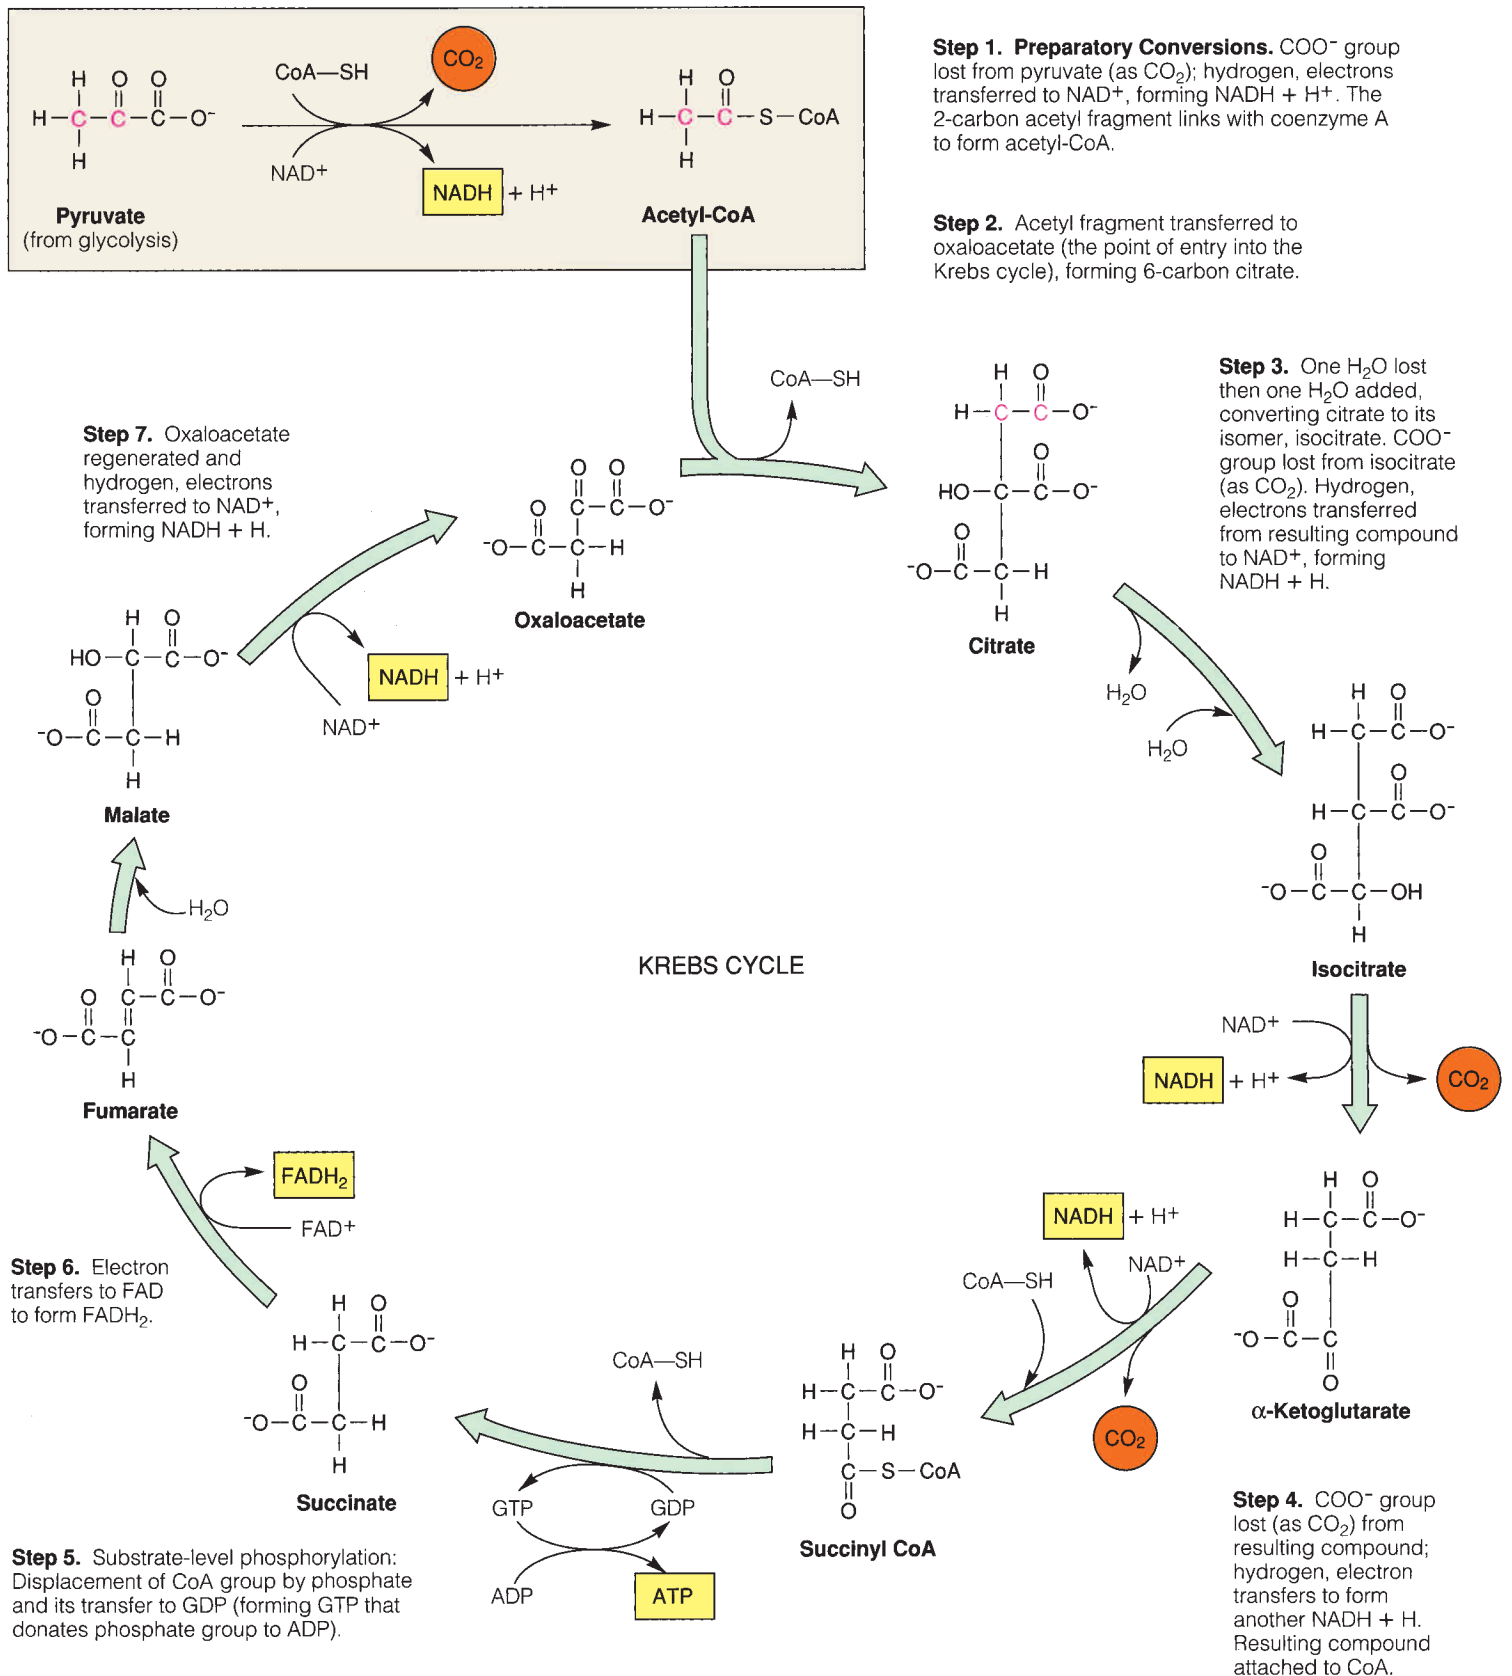 Step 1. Preparatory Conversions. COO⁻ group
lost from pyruvate (as CO₂); hydrogen, electrons
transferred to NAD⁺, forming NADH + H⁺. The
2-carbon acetyl fragment links with coenzyme A
to form acetyl-CoA.
H O O
H–C–C–C–O⁻
H
Pyruvate
(from glycolysis)
CoA—SH
CO₂
NAD⁺
NADH + H⁺
H O
H–C–C–S–CoA
H
Acetyl-CoA
Step 2. Acetyl fragment transferred to
oxaloacetate (the point of entry into the
Krebs cycle), forming 6-carbon citrate.
CoA—SH
H O
H–C–C–O⁻
O
HO–C–C–O⁻
O
⁻O–C–C–H
H
Citrate
Step 3. One H₂O lost
then one H₂O added,
converting citrate to its
isomer, isocitrate. COO⁻
group lost from isocitrate
(as CO₂). Hydrogen,
electrons transferred
from resulting compound
to NAD⁺, forming
NADH + H.
H₂O
H₂O
H O
H–C–C–O⁻
O
H–C–C–O⁻
O
⁻O–C–C–OH
H
Isocitrate
NAD⁺
NADH + H⁺
CO₂
H O
H–C–C–O⁻
H–C–H
O
⁻O–C–C
O
α-Ketoglutarate
Step 4. COO⁻ group
lost (as CO₂) from
resulting compound;
hydrogen, electron
transfers to form
another NADH + H.
Resulting compound
attached to CoA.
NADH + H⁺
NAD⁺
CoA—SH
CO₂
H O
H–C–C–O⁻
H–C–H
C–S–CoA
O
Succinyl CoA
CoA—SH
GTP
GDP
ADP
ATP
Step 5. Substrate-level phosphorylation:
Displacement of CoA group by phosphate
and its transfer to GDP (forming GTP that
donates phosphate group to ADP).
H O
H–C–C–O⁻
O
⁻O–C–C–H
H
Succinate
Step 6. Electron
transfers to FAD
to form FADH₂.
FADH₂
FAD⁺
H O
O C–C–O⁻
⁻O–C–C
H
Fumarate
H₂O
H O
HO–C–C–O⁻
O
⁻O–C–C–H
H
Malate
Step 7. Oxaloacetate
regenerated and
hydrogen, electrons
transferred to NAD⁺,
forming NADH + H.
NADH + H⁺
NAD⁺
O O
O C–C–O⁻
⁻O–C–C–H
H
Oxaloacetate
KREBS CYCLE